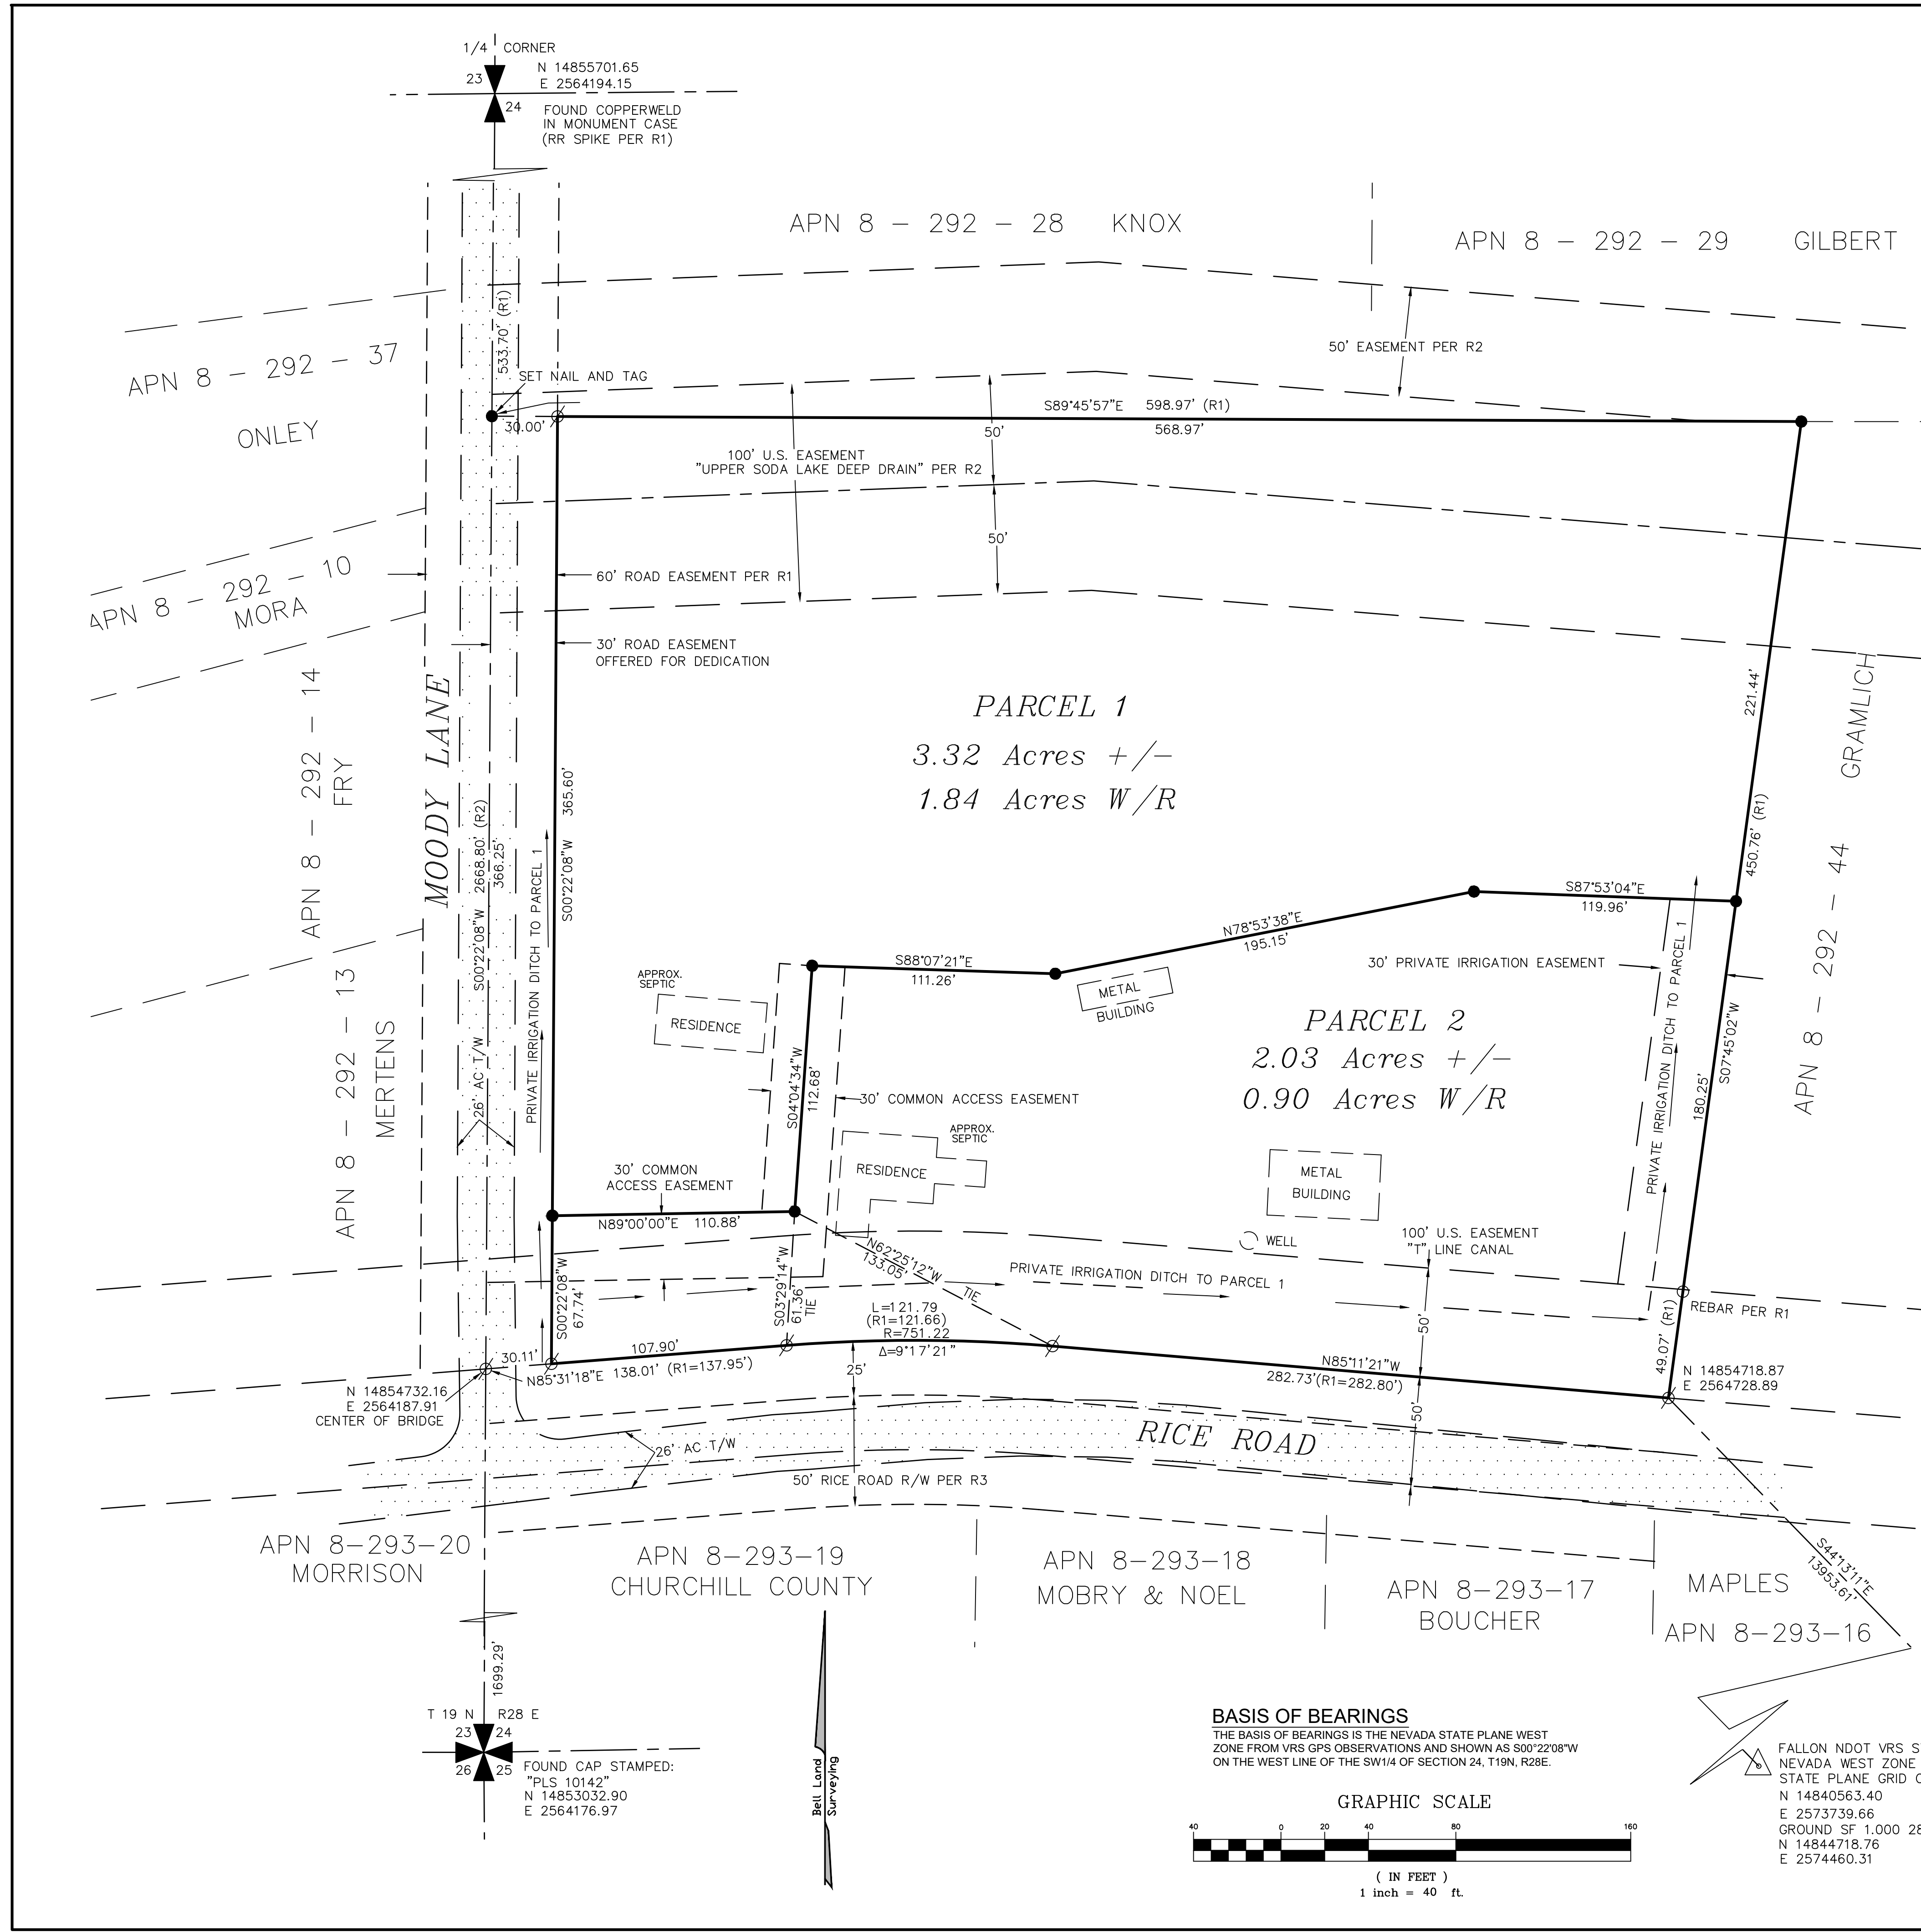 1/4 CORNER
23
24
N 14855701.65
E 2564194.15
FOUND COPPERWELD
IN MONUMENT CASE
(RR SPIKE PER R1)
APN 8 – 292 – 28 KNOX
APN 8 – 292 – 29 GILBERT
533.70' (R1)
50' EASEMENT PER R2
APN 8 – 292 – 37
ONLEY
SET NAIL AND TAG
30.00'
S89°45'57"E 598.97' (R1)
568.97'
50'
100' U.S. EASEMENT
"UPPER SODA LAKE DEEP DRAIN" PER R2
50'
APN 8 – 292 – 10
MORA
60' ROAD EASEMENT PER R1
30' ROAD EASEMENT
OFFERED FOR DEDICATION
APN 8 – 292 – 14
FRY
MOODY LANE
S00°22'08"W 2668.80' (R2)
366.25'
PRIVATE IRRIGATION DITCH TO PARCEL 1
S00°22'08"W 365.60'
PARCEL 1
3.32 Acres +/–
1.84 Acres W/R
221.44'
450.76' (R1)
GRAMLICH
APN 8 – 292 – 44
S87°53'04"E
119.96'
N78°53'38"E
195.15'
S88°07'21"E
111.26'
APPROX.
SEPTIC
RESIDENCE
METAL
BUILDING
30' PRIVATE IRRIGATION EASEMENT
PRIVATE IRRIGATION DITCH TO PARCEL 1
S07°45'02"W
180.25'
PARCEL 2
2.03 Acres +/–
0.90 Acres W/R
APN 8 – 292 – 13
MERTENS
26' AC T/W
S04°04'34"W
112.68'
30' COMMON ACCESS EASEMENT
APPROX.
SEPTIC
RESIDENCE
METAL
BUILDING
30' COMMON
ACCESS EASEMENT
N89°00'00"E 110.88'
WELL
100' U.S. EASEMENT
"T" LINE CANAL
N62°25'12"W
133.05'
TIE
PRIVATE IRRIGATION DITCH TO PARCEL 1
S00°22'08"W
67.74'
S03°29'14"W
61.36'
TIE
L=121.79
(R1=121.66)
R=751.22
Δ=9°17'21"
50'
49.07' (R1)
REBAR PER R1
30.11'
107.90'
N85°31'18"E 138.01' (R1=137.95')
25'
N85°11'21"W
282.73'(R1=282.80')
N 14854718.87
E 2564728.89
N 14854732.16
E 2564187.91
CENTER OF BRIDGE
50'
RICE ROAD
26' AC T/W
50' RICE ROAD R/W PER R3
APN 8–293–20
MORRISON
APN 8–293–19
CHURCHILL COUNTY
APN 8–293–18
MOBRY & NOEL
APN 8–293–17
BOUCHER
MAPLES
APN 8–293–16
S44°13'11"E
13953.61'
1699.29'
T 19 N R28 E
23 24
26 25
FOUND CAP STAMPED:
"PLS 10142"
N 14853032.90
E 2564176.97
Bell Land
Surveying
BASIS OF BEARINGS
THE BASIS OF BEARINGS IS THE NEVADA STATE PLANE WEST
ZONE FROM VRS GPS OBSERVATIONS AND SHOWN AS S00°22'08"W
ON THE WEST LINE OF THE SW1/4 OF SECTION 24, T19N, R28E.
GRAPHIC SCALE
40 0 20 40 80 160
( IN FEET )
1 inch = 40 ft.
FALLON NDOT VRS S
NEVADA WEST ZONE
STATE PLANE GRID
N 14840563.40
E 2573739.66
GROUND SF 1.000 28
N 14844718.76
E 2574460.31